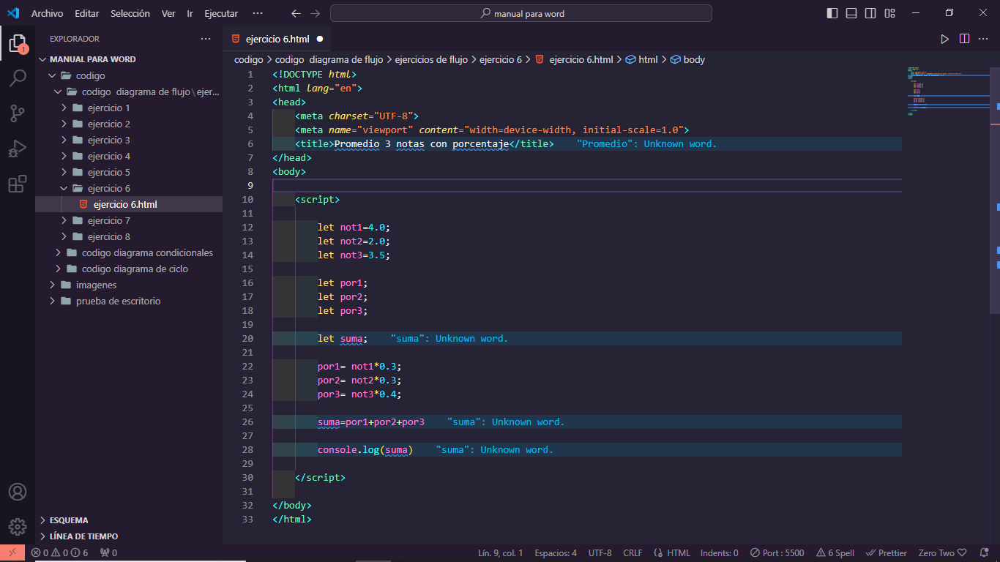 Archivo Editar Selección Ver Ir Ejecutar ··· manual para word
EXPLORADOR ···
1
MANUAL PARA WORD
codigo
codigo diagrama de flujo\ejer...
ejercicio 1
ejercicio 2
ejercicio 3
ejercicio 4
ejercicio 5
ejercicio 6
ejercicio 6.html
ejercicio 7
ejercicio 8
codigo diagrama condicionales
codigo diagrama de ciclo
imagenes
prueba de escritorio
ESQUEMA
LÍNEA DE TIEMPO
ejercicio 6.html
codigo > codigo diagrama de flujo > ejercicios de flujo > ejercicio 6 > ejercicio 6.html > html > body
1 <!DOCTYPE html>
2 <html lang="en">
3 <head>
4 <meta charset="UTF-8">
5 <meta name="viewport" content="width=device-width, initial-scale=1.0">
6 <title>Promedio 3 notas con porcentaje</title> "Promedio": Unknown word.
7 </head>
8 <body>
9
10 <script>
11
12 let not1=4.0;
13 let not2=2.0;
14 let not3=3.5;
15
16 let por1;
17 let por2;
18 let por3;
19
20 let suma; "suma": Unknown word.
21
22 por1= not1*0.3;
23 por2= not2*0.3;
24 por3= not3*0.4;
25
26 suma=por1+por2+por3 "suma": Unknown word.
27
28 console.log(suma) "suma": Unknown word.
29
30 </script>
31
32 </body>
33 </html>
0 0 6 0 Lín. 9, col. 1 Espacios: 4 UTF-8 CRLF HTML Indents: 0 Port : 5500 6 Spell Prettier Zero Two